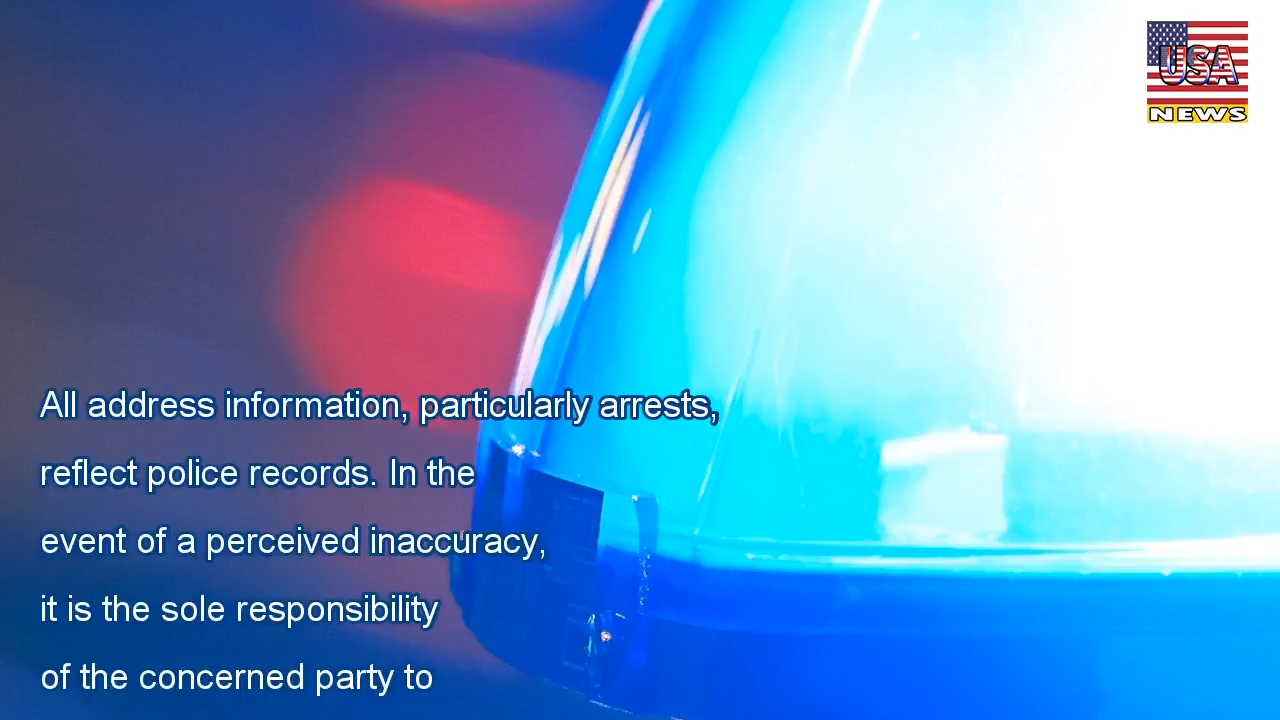 USA
NEWS
All address information, particularly arrests,
reflect police records. In the
event of a perceived inaccuracy,
it is the sole responsibility
of the concerned party to